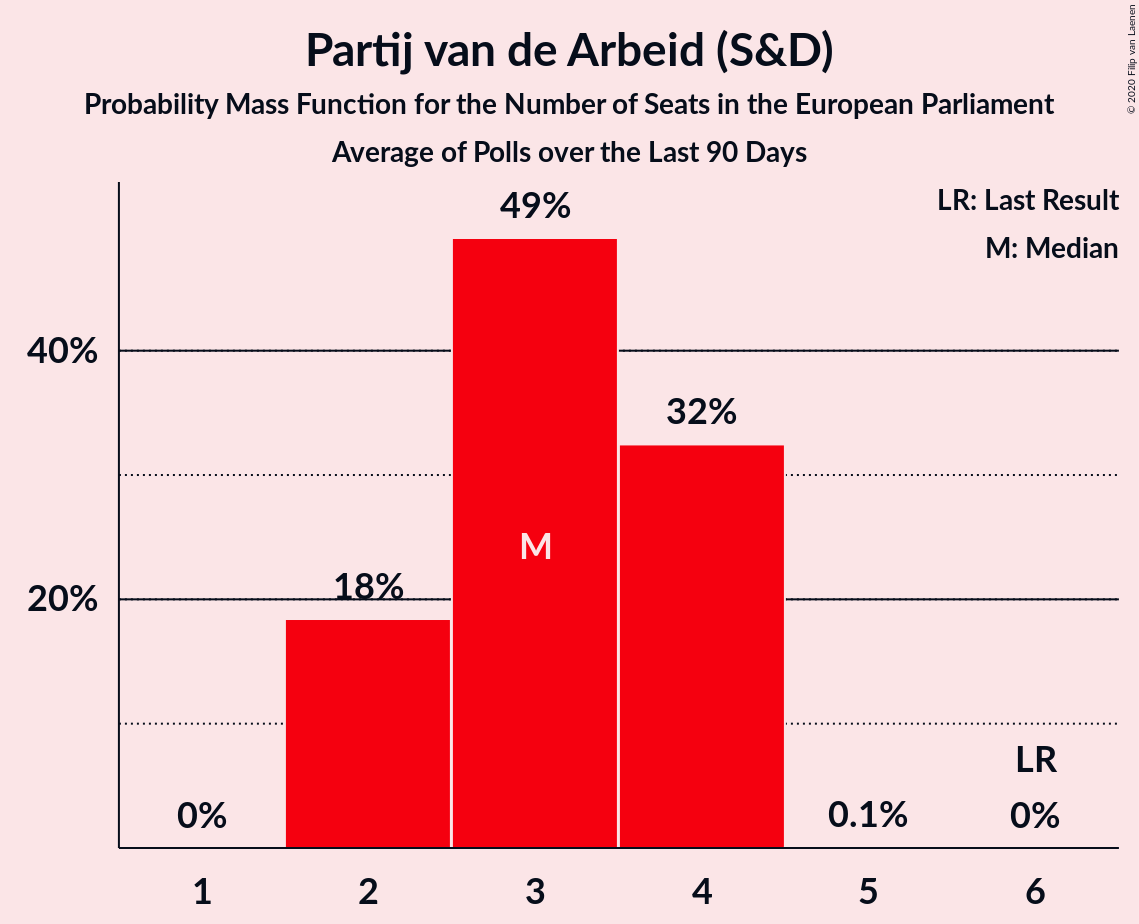 Partij van de Arbeid (S&D)
Probability Mass Function for the Number of Seats in the European Parliament
Average of Polls over the Last 90 Days
© 2020 Filip van Laenen
LR: Last Result
M: Median
49%
40%
32%
M
18%
20%
LR
0%
0.1%
0%
1
2
3
4
5
6